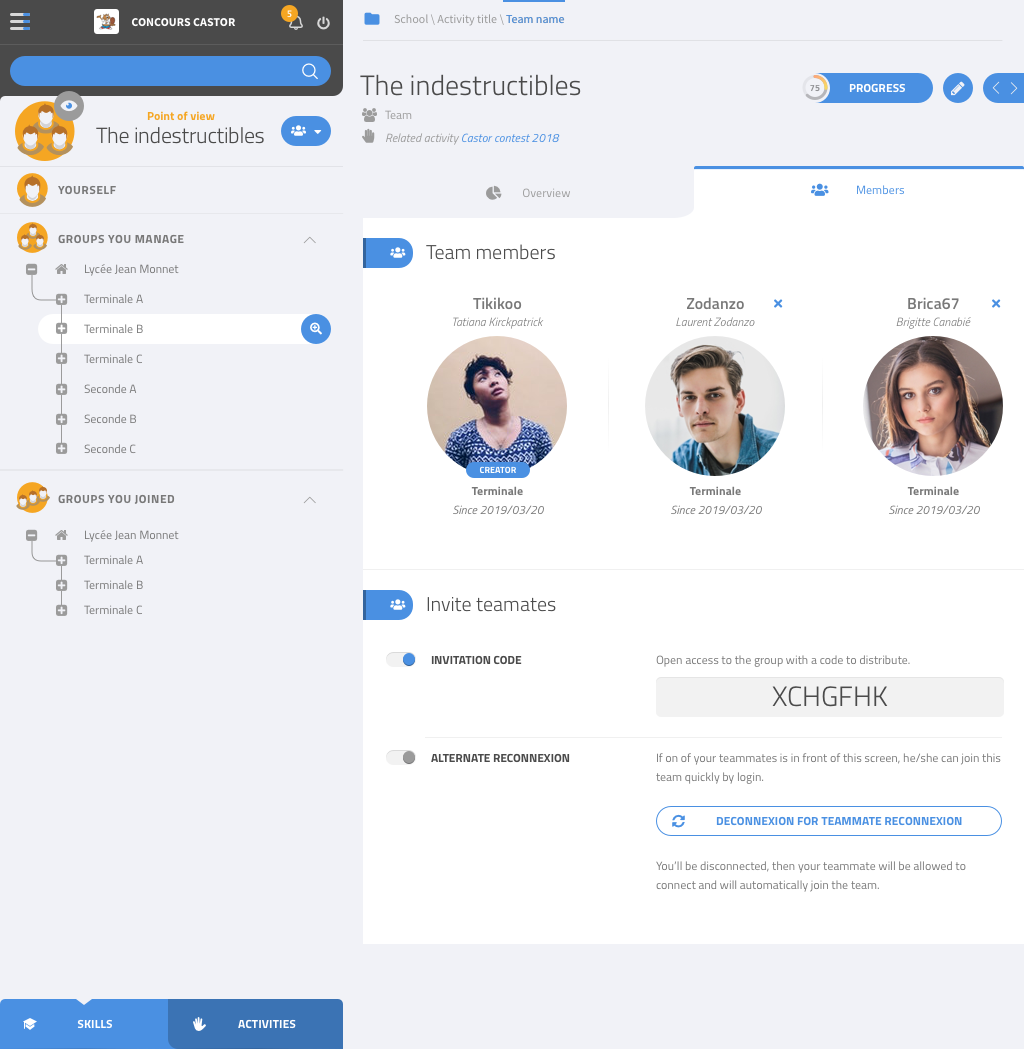 CONCOURS CASTOR
5
Point of view
The indestructibles
YOURSELF
GROUPS YOU MANAGE
Lycée Jean Monnet
Terminale A
Terminale B
Terminale C
Seconde A
Seconde B
Seconde C
GROUPS YOU JOINED
Lycée Jean Monnet
Terminale A
Terminale B
Terminale C
SKILLS
ACTIVITIES
School \ Activity title \ Team name
The indestructibles
75
PROGRESS
Team
Related activity Castor contest 2018
Overview
Members
Team members
Tikikoo
Tatiana Kirckpatrick
CREATOR
Terminale
Since 2019/03/20
Zodanzo
Laurent Zodanzo
Terminale
Since 2019/03/20
Brica67
Brigitte Canabié
Terminale
Since 2019/03/20
Invite teamates
INVITATION CODE
Open access to the group with a code to distribute.
XCHGFHK
ALTERNATE RECONNEXION
If on of your teammates is in front of this screen, he/she can join this
team quickly by login.
DECONNEXION FOR TEAMMATE RECONNEXION
You'll be disconnected, then your teammate will be allowed to
connect and will automatically join the team.